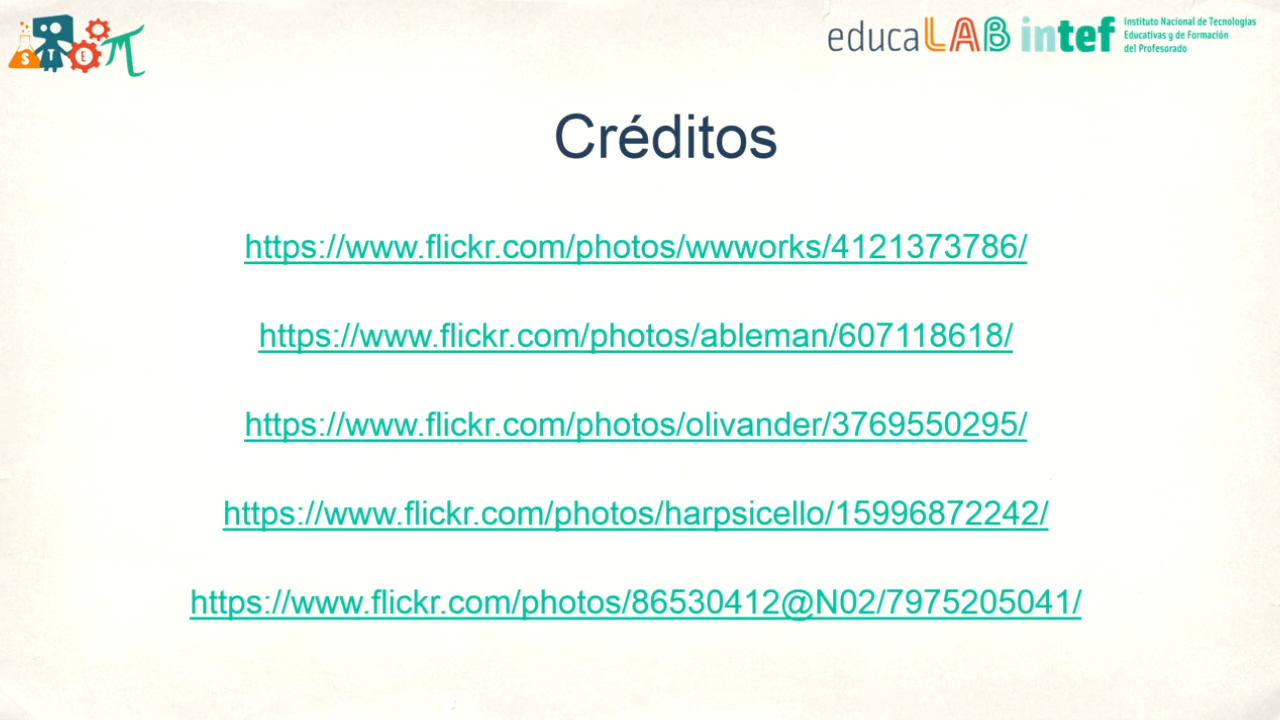 S T E
educaLAB intef Instituto Nacional de Tecnologías
Educativas y de Formación
del Profesorado
Créditos
https://www.flickr.com/photos/wwworks/4121373786/
https://www.flickr.com/photos/ableman/607118618/
https://www.flickr.com/photos/olivander/3769550295/
https://www.flickr.com/photos/harpsicello/15996872242/
https://www.flickr.com/photos/86530412@N02/7975205041/